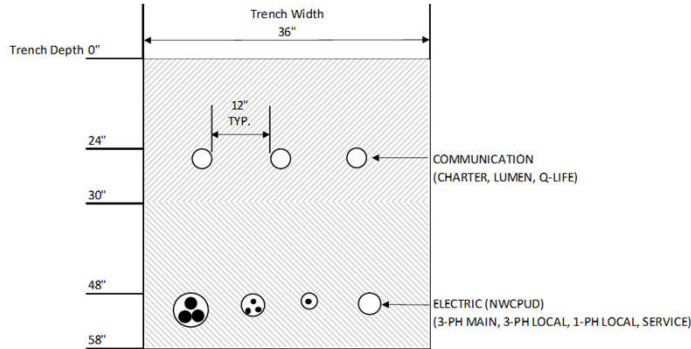 Trench Width
36"
Trench Depth 0"
12"
TYP.
24"
COMMUNICATION
(CHARTER, LUMEN, Q-LIFE)
30"
48"
ELECTRIC (NWCPUD)
(3-PH MAIN, 3-PH LOCAL, 1-PH LOCAL, SERVICE)
58"